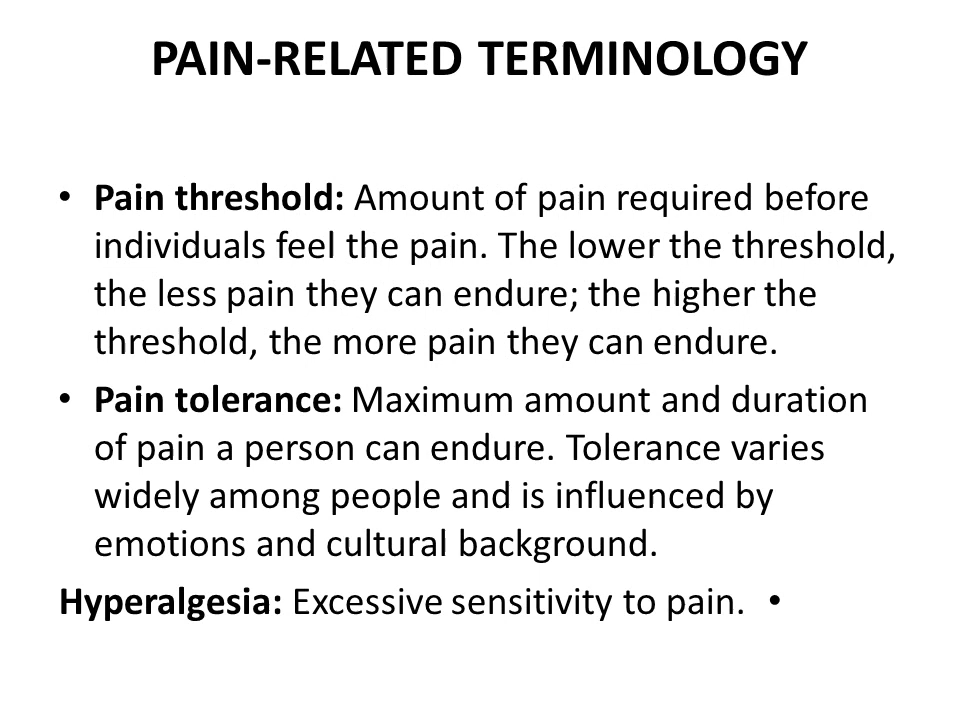 PAIN-RELATED TERMINOLOGY
• Pain threshold: Amount of pain required before
individuals feel the pain. The lower the threshold,
the less pain they can endure; the higher the
threshold, the more pain they can endure.
• Pain tolerance: Maximum amount and duration
of pain a person can endure. Tolerance varies
widely among people and is influenced by
emotions and cultural background.
Hyperalgesia: Excessive sensitivity to pain. •